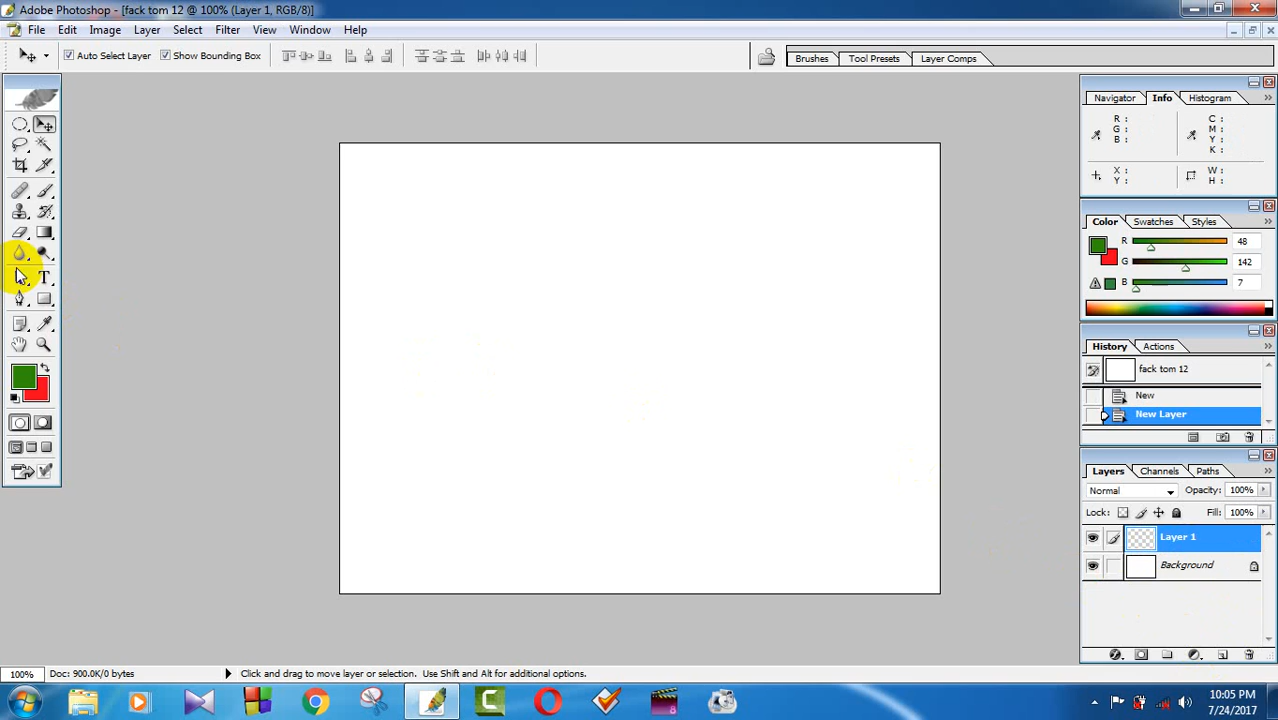 Adobe Photoshop - [fack tom 12 @ 100% (Layer 1, RGB/8)]
File Edit Image Layer Select Filter View Window Help
Auto Select Layer Show Bounding Box
Brushes Tool Presets Layer Comps
Navigator Info Histogram
R : C :
G : M :
B : Y :
K :
X : W :
Y : H :
Color Swatches Styles
R 48
G 142
B 7
T
History Actions
fack tom 12
New
New Layer
Layers Channels Paths
Normal Opacity: 100%
Lock: Fill: 100%
Layer 1
Background
100% Doc: 900.0K/0 bytes Click and drag to move layer or selection. Use Shift and Alt for additional options.
10:05 PM
7/24/2017